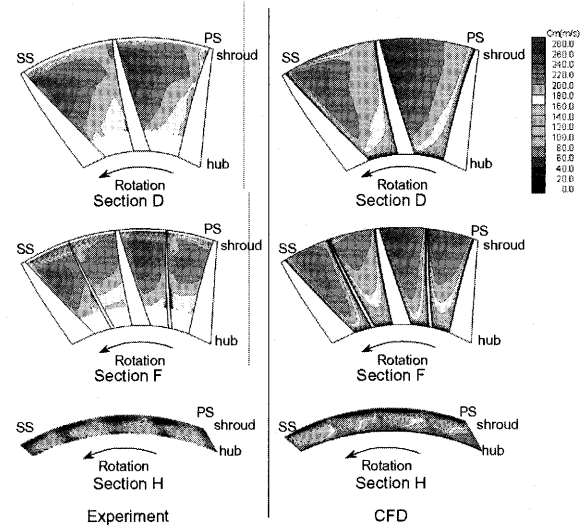 SS
PS
shroud
hub
Rotation
Section D
SS
PS
shroud
hub
Rotation
Section F
SS
PS
shroud
hub
Rotation
Section H
Experiment
SS
PS
shroud
hub
Rotation
Section D
SS
PS
shroud
hub
Rotation
Section F
SS
PS
shroud
hub
Rotation
Section H
CFD
Cm(m/s)
280.0
260.0
240.0
220.0
200.0
180.0
160.0
140.0
120.0
100.0
80.0
60.0
40.0
20.0
0.0